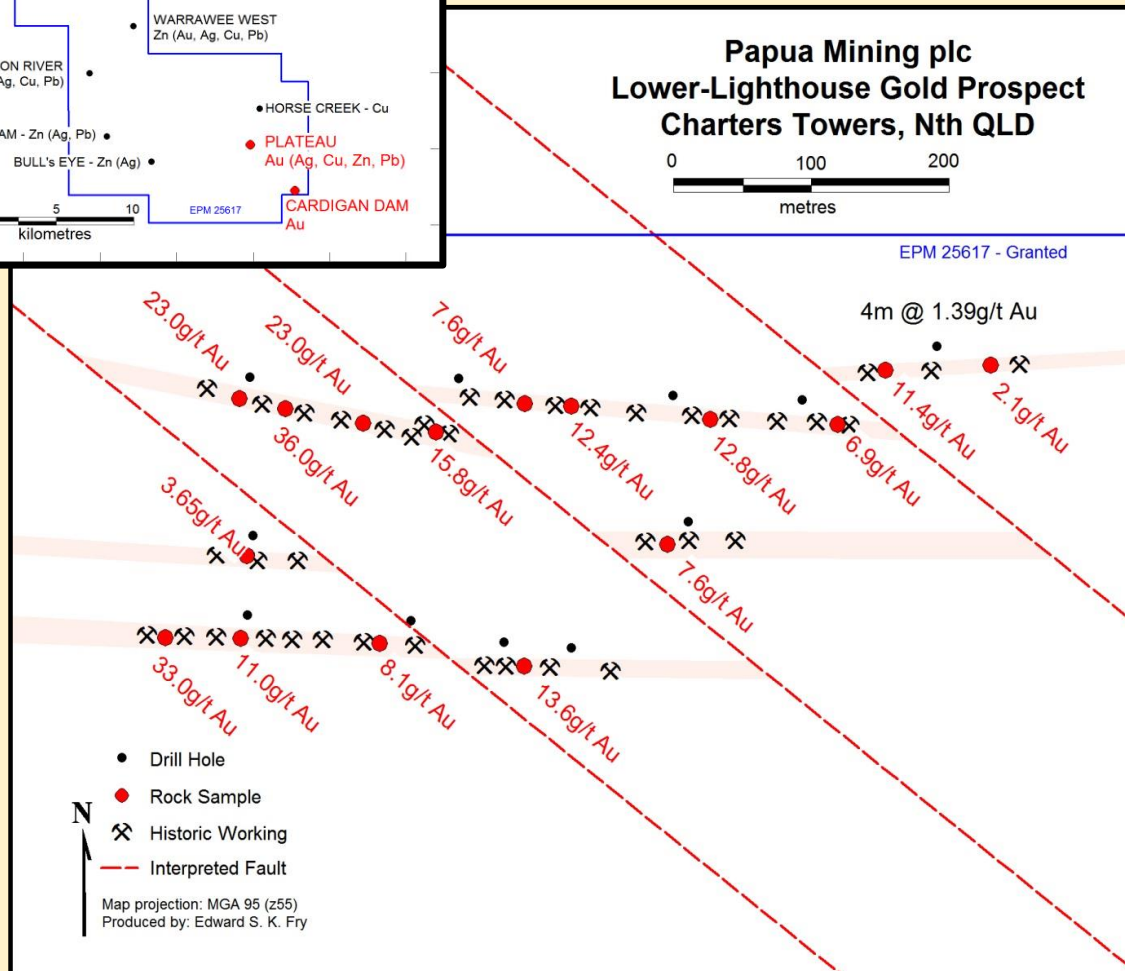 WARRAWEE WEST
Zn (Au, Ag, Cu, Pb)
ON RIVER
Ag, Cu, Pb)
HORSE CREEK - Cu
AM - Zn (Ag, Pb)
PLATEAU
Au (Ag, Cu, Zn, Pb)
BULL's EYE - Zn (Ag)
EPM 25617
CARDIGAN DAM
Au
5 10
kilometres
Papua Mining plc
Lower-Lighthouse Gold Prospect
Charters Towers, Nth QLD
0 100 200
metres
EPM 25617 - Granted
4m @ 1.39g/t Au
23.0g/t Au
23.0g/t Au
7.6g/t Au
11.4g/t Au
2.1g/t Au
36.0g/t Au
15.8g/t Au
12.4g/t Au
12.8g/t Au
6.9g/t Au
3.65g/t Au
7.6g/t Au
33.0g/t Au
11.0g/t Au
8.1g/t Au
13.6g/t Au
Drill Hole
Rock Sample
Historic Working
Interpreted Fault
N
Map projection: MGA 95 (z55)
Produced by: Edward S. K. Fry